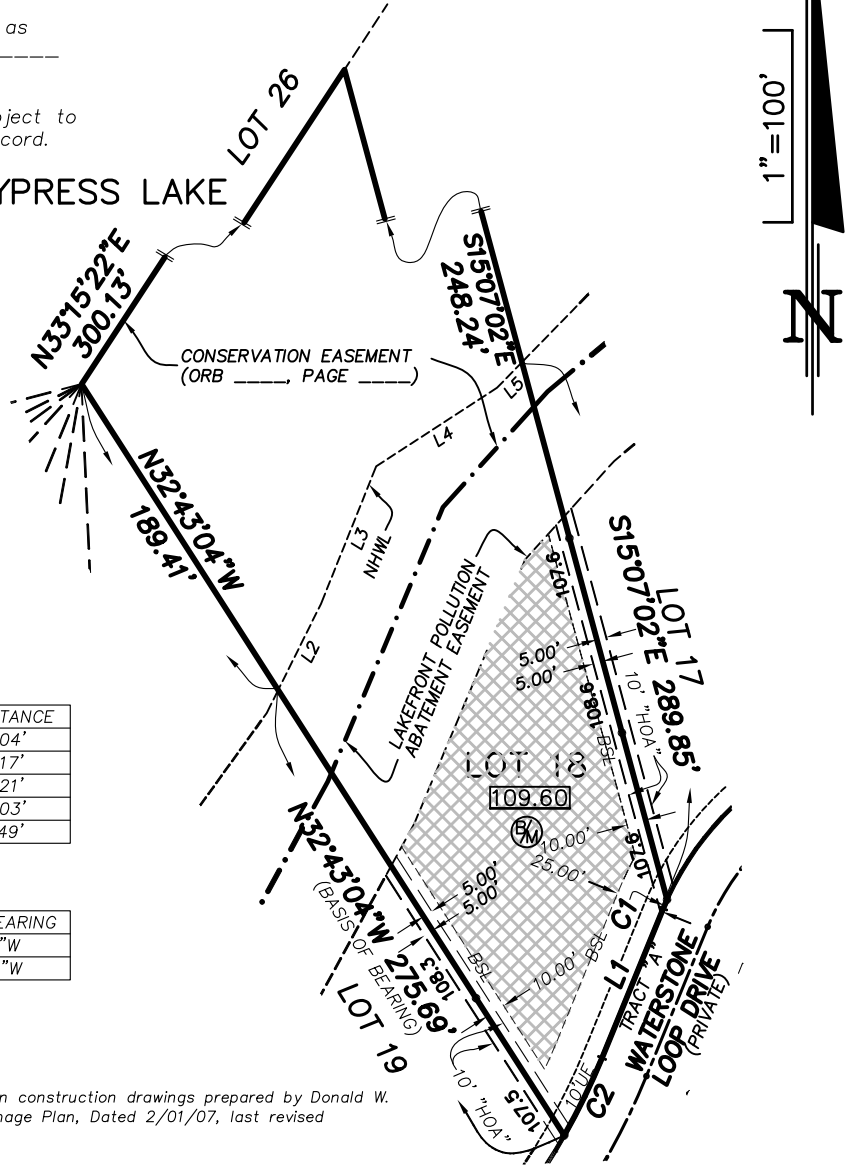 as
ject to
cord.
YPRESS LAKE
LOT 26
1"=100'
N
N33°15'22"E
300.13'
S15°07'02"E
248.24'
CONSERVATION EASEMENT
(ORB ____, PAGE ____)
L5
L4
L3
NHWL
L2
N32°43'04"W
189.41'
LAKEFRONT POLLUTION
ABATEMENT EASEMENT
107.6
S15°07'02"E 289.85'
LOT 17
5.00'
5.00'
10' "HOA"
108.6
BSL
LOT 18
109.60
B/M
10.00'
25.00'
107.6
TANCE
04'
17'
21'
03'
49'
N32°43'04"W 275.69'
(BASIS OF BEARING)
5.00'
5.00'
108.3
BSL
10.00'
BSL
C1
L1
TRACT "A"
WATERSTONE
LOOP DRIVE
(PRIVATE)
EARING
"W
"W
LOT 19
10' "HOA"
107.5
10'UE
C2
n construction drawings prepared by Donald W.
nage Plan, Dated 2/01/07, last revised